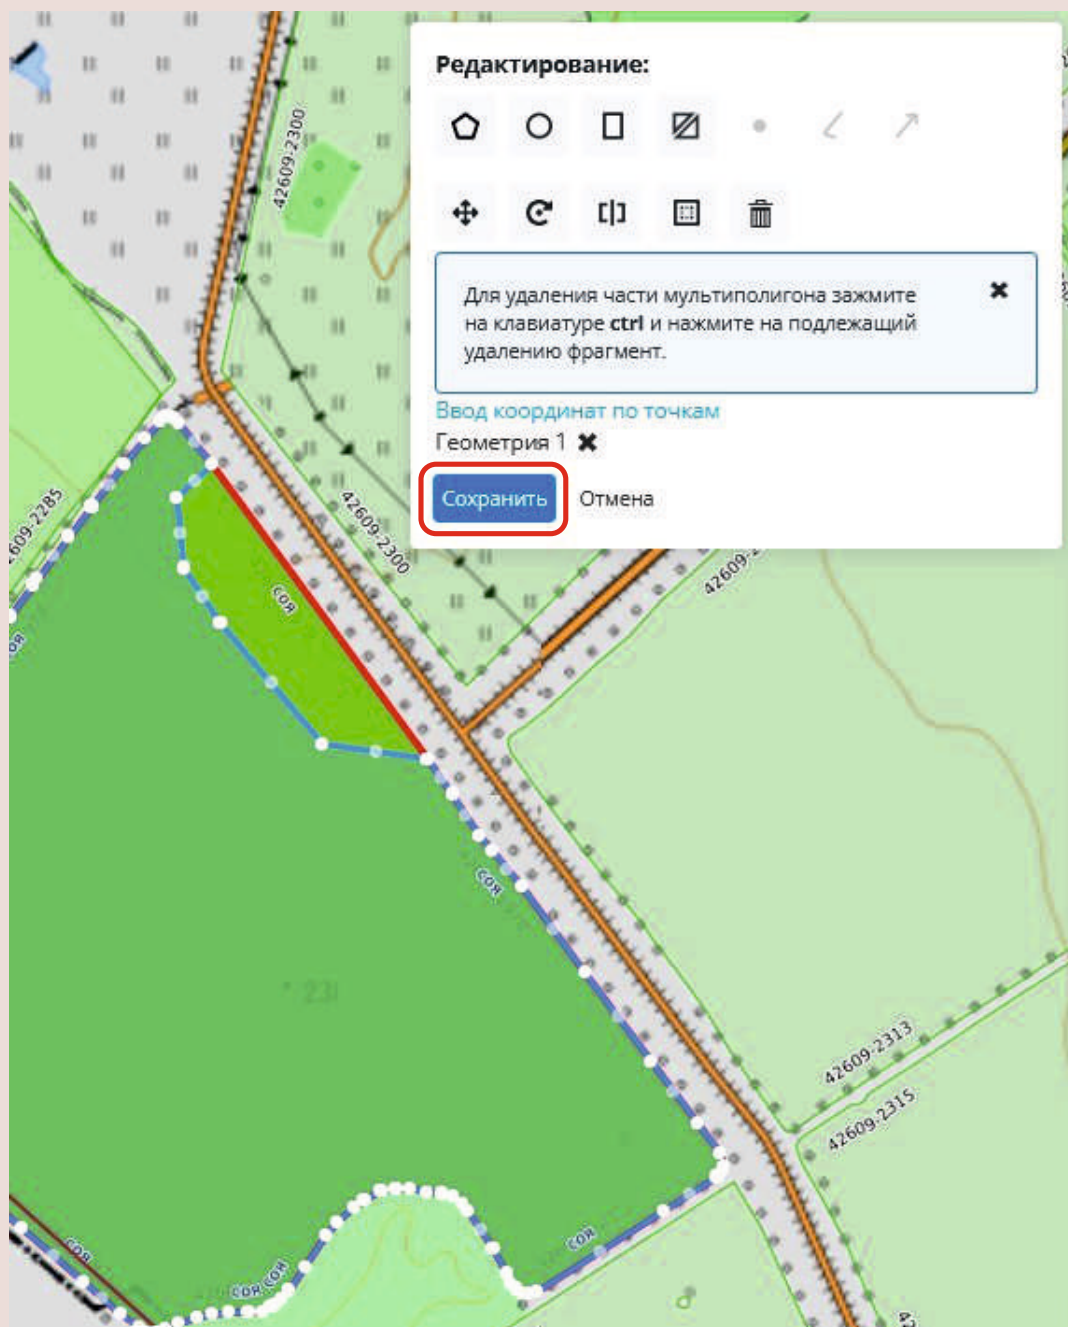 Редактирование:
Для удаления части мультиполигона зажмите
на клавиатуре ctrl и нажмите на подлежащий
удалению фрагмент.
Ввод координат по точкам
Геометрия 1
Сохранить Отмена
42609-2300
609-2285
42609-2300
42609-2
соя
соя
42609-2313
42609-2315
соя
соя
соя соя